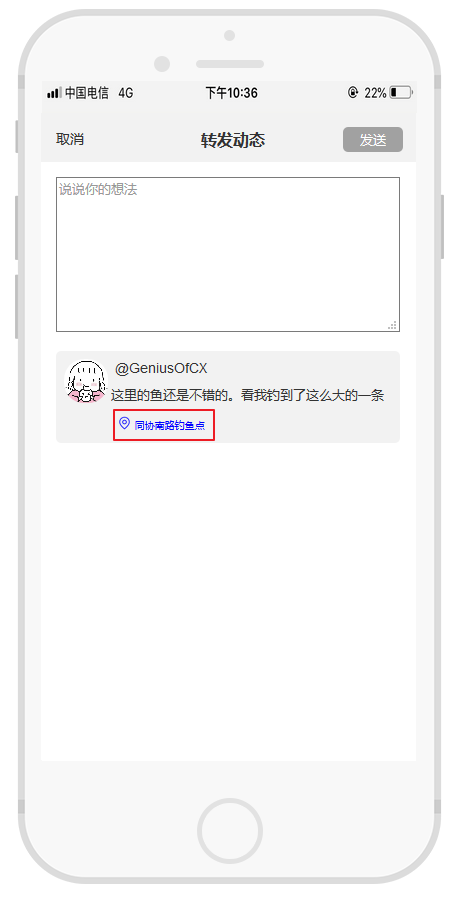 中国电信 4G 下午10:36 22%
取消 转发动态 发送
说说你的想法
@GeniusOfCX
这里的鱼还是不错的。看我钓到了这么大的一条
同协南路钓鱼点